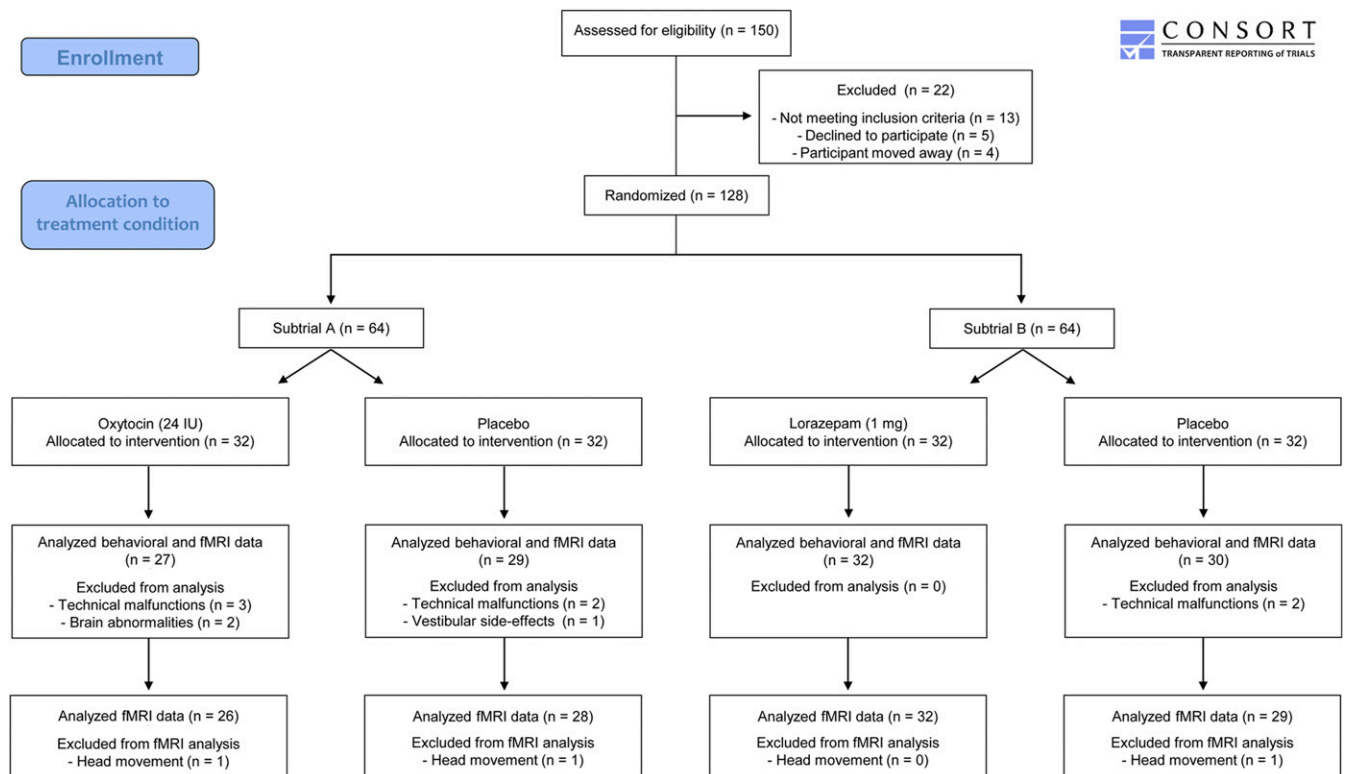 Enrollment
Assessed for eligibility (n = 150)
CONSORT
TRANSPARENT REPORTING of TRIALS
Excluded (n = 22)
- Not meeting inclusion criteria (n = 13)
- Declined to participate (n = 5)
- Participant moved away (n = 4)
Allocation to
treatment condition
Randomized (n = 128)
Subtrial A (n = 64)
Subtrial B (n = 64)
Oxytocin (24 IU)
Allocated to intervention (n = 32)
Placebo
Allocated to intervention (n = 32)
Lorazepam (1 mg)
Allocated to intervention (n = 32)
Placebo
Allocated to intervention (n = 32)
Analyzed behavioral and fMRI data
(n = 27)
Excluded from analysis
- Technical malfunctions (n = 3)
- Brain abnormalities (n = 2)
Analyzed behavioral and fMRI data
(n = 29)
Excluded from analysis
- Technical malfunctions (n = 2)
- Vestibular side-effects (n = 1)
Analyzed behavioral and fMRI data
(n = 32)
Excluded from analysis (n = 0)
Analyzed behavioral and fMRI data
(n = 30)
Excluded from analysis
- Technical malfunctions (n = 2)
Analyzed fMRI data (n = 26)
Excluded from fMRI analysis
- Head movement (n = 1)
Analyzed fMRI data (n = 28)
Excluded from fMRI analysis
- Head movement (n = 1)
Analyzed fMRI data (n = 32)
Excluded from fMRI analysis
- Head movement (n = 0)
Analyzed fMRI data (n = 29)
Excluded from fMRI analysis
- Head movement (n = 1)